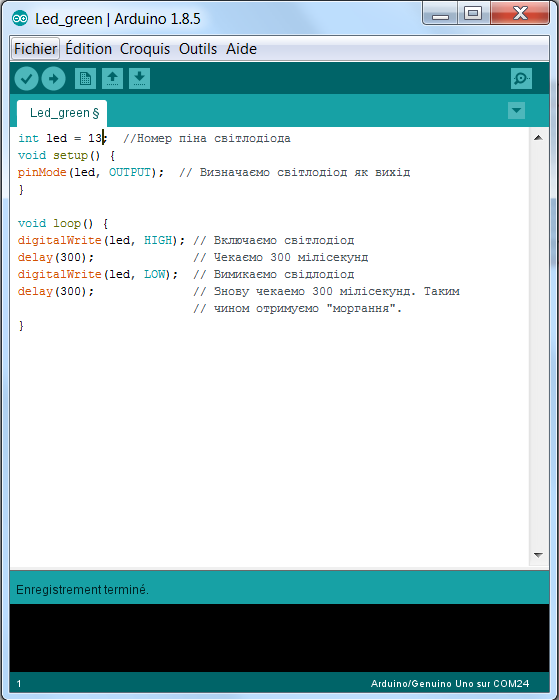 Led_green | Arduino 1.8.5
Fichier Édition Croquis Outils Aide
Led_green §
int led = 13;  //Номер піна світлодіода
void setup() {
pinMode(led, OUTPUT);  // Визначаємо світлодіод як вихід
}
void loop() {
digitalWrite(led, HIGH); // Включаємо світлодіод
delay(300);              // Чекаємо 300 мілісекунд
digitalWrite(led, LOW);  // Вимикаємо свідлодіод
delay(300);              // Знову чекаемо 300 мілісекунд. Таким
                         // чином отримуємо "моргання".
}
Enregistrement terminé.
1 Arduino/Genuino Uno sur COM24